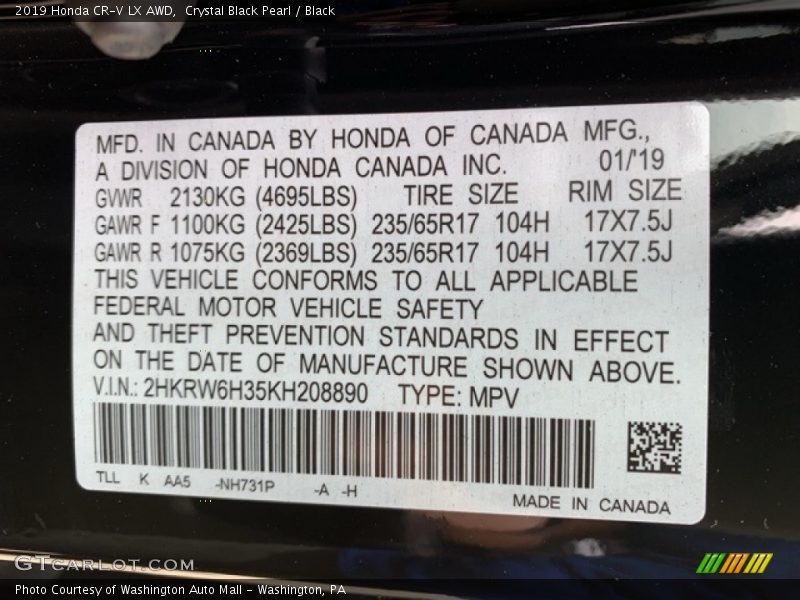 2019 Honda CR-V LX AWD,  Crystal Black Pearl / Black
MFD. IN CANADA BY HONDA OF CANADA MFG.,
A DIVISION OF HONDA CANADA INC. 01/'19
GVWR 2130KG (4695LBS) TIRE SIZE RIM SIZE
GAWR F 1100KG (2425LBS) 235/65R17 104H 17X7.5J
GAWR R 1075KG (2369LBS) 235/65R17 104H 17X7.5J
THIS VEHICLE CONFORMS TO ALL APPLICABLE
FEDERAL MOTOR VEHICLE SAFETY
AND THEFT PREVENTION STANDARDS IN EFFECT
ON THE DATE OF MANUFACTURE SHOWN ABOVE.
V.I.N.: 2HKRW6H35KH208890 TYPE: MPV
TLL K AA5 -NH731P -A -H
MADE IN CANADA
GTCARLOT.COM
Photo Courtesy of Washington Auto Mall - Washington, PA